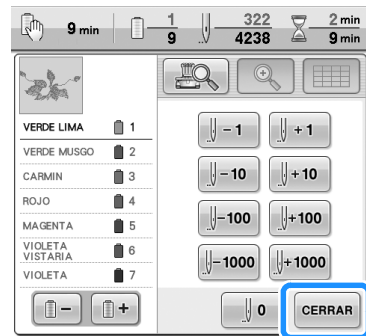 9 min
1
9
322
4238
2 min
9 min
VERDE LIMA 1
VERDE MUSGO 2
CARMIN 3
ROJO 4
MAGENTA 5
VIOLETA
VISTARIA 6
VIOLETA 7
-1
+1
-10
+10
-100
+100
-1000
+1000
-
+
0
CERRAR